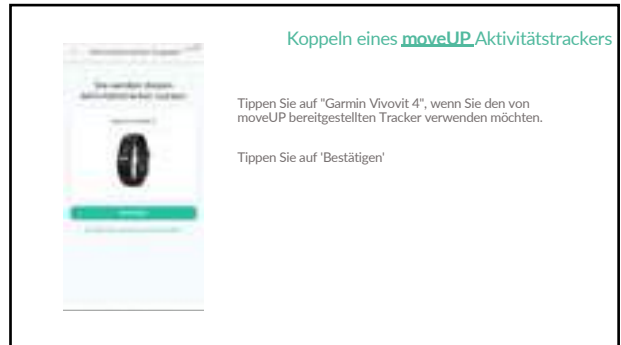 Koppeln eines moveUP Aktivitätstrackers
Tippen Sie auf "Garmin Vivovit 4", wenn Sie den von
moveUP bereitgestellten Tracker verwenden möchten.
Tippen Sie auf 'Bestätigen'